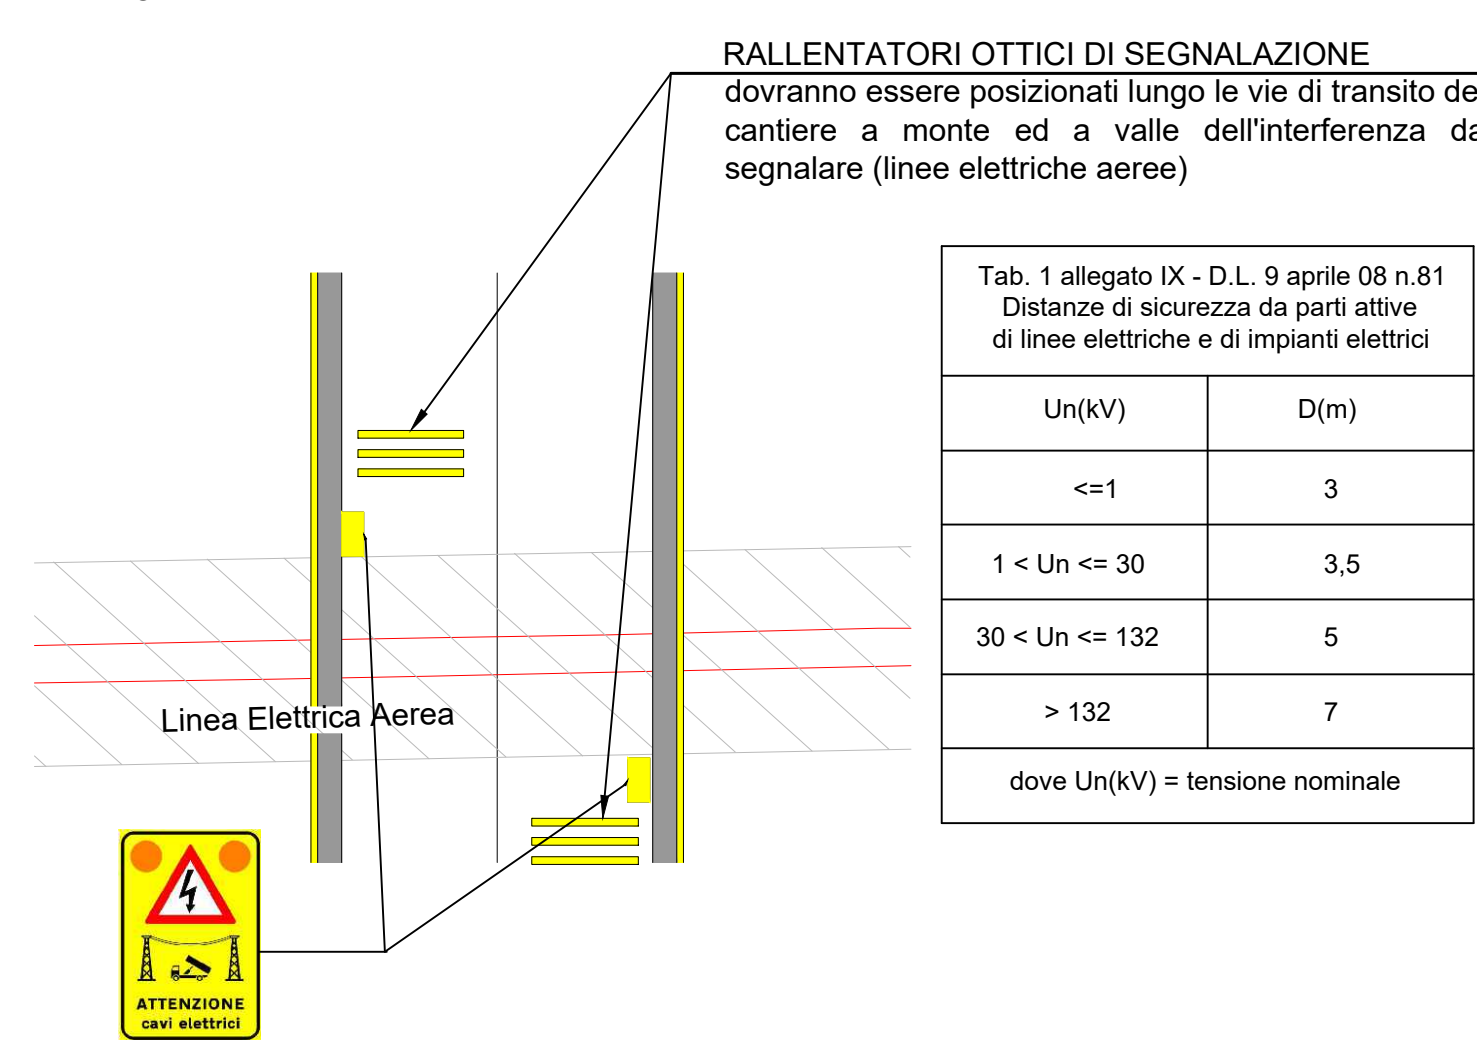 RALLENTATORI OTTICI DI SEGNALAZIONE
dovranno essere posizionati lungo le vie di transito de
cantiere a monte ed a valle dell'interferenza da
segnalare (linee elettriche aeree)
Tab. 1 allegato IX - D.L. 9 aprile 08 n.81
Distanze di sicurezza da parti attive
di linee elettriche e di impianti elettrici
Un(kV) D(m)
<=1 3
1 < Un <= 30 3,5
30 < Un <= 132 5
> 132 7
dove Un(kV) = tensione nominale
Linea Elettrica Aerea
ATTENZIONE
cavi elettrici